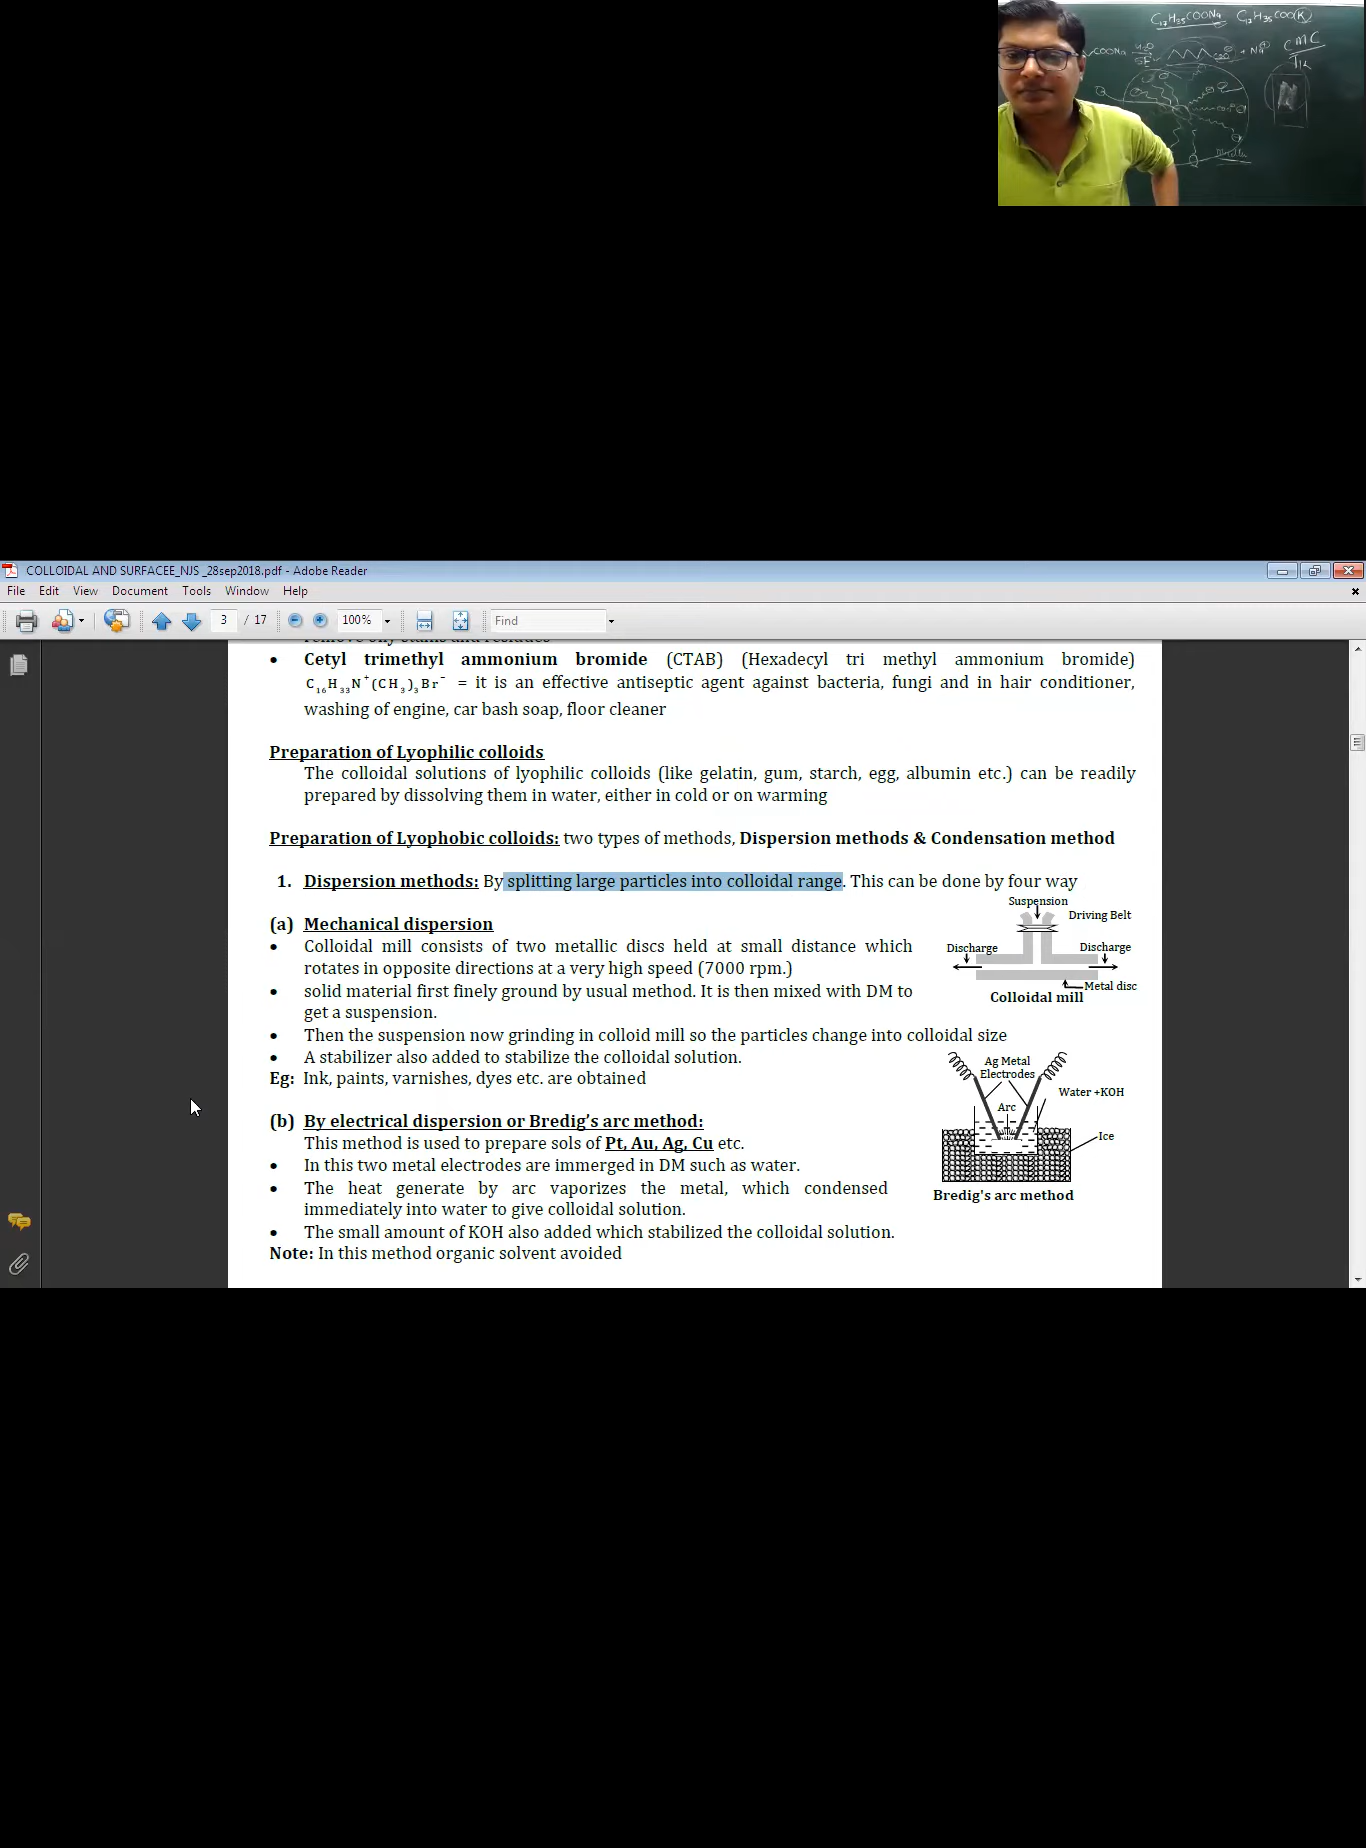 C17H35COONa C17H35COOK
COONa H2O + Na⊕ CMC
TK
COLLOIDAL AND SURFACEE_NJS _28sep2018.pdf - Adobe Reader
File Edit View Document Tools Window Help
3 / 17 100% Find
remove oily stains and residues
• Cetyl trimethyl ammonium bromide (CTAB) (Hexadecyl tri methyl ammonium bromide)
C16H33N+(CH3)3Br− = it is an effective antiseptic agent against bacteria, fungi and in hair conditioner,
washing of engine, car bash soap, floor cleaner
Preparation of Lyophilic colloids
The colloidal solutions of lyophilic colloids (like gelatin, gum, starch, egg, albumin etc.) can be readily
prepared by dissolving them in water, either in cold or on warming
Preparation of Lyophobic colloids: two types of methods, Dispersion methods & Condensation method
1. Dispersion methods: By splitting large particles into colloidal range. This can be done by four way
(a) Mechanical dispersion
• Colloidal mill consists of two metallic discs held at small distance which
rotates in opposite directions at a very high speed (7000 rpm.)
• solid material first finely ground by usual method. It is then mixed with DM to
get a suspension.
• Then the suspension now grinding in colloid mill so the particles change into colloidal size
• A stabilizer also added to stabilize the colloidal solution.
Eg: Ink, paints, varnishes, dyes etc. are obtained
Suspension
Driving Belt
Discharge Discharge
Metal disc
Colloidal mill
(b) By electrical dispersion or Bredig's arc method:
This method is used to prepare sols of Pt, Au, Ag, Cu etc.
• In this two metal electrodes are immerged in DM such as water.
• The heat generate by arc vaporizes the metal, which condensed
immediately into water to give colloidal solution.
• The small amount of KOH also added which stabilized the colloidal solution.
Note: In this method organic solvent avoided
Ag Metal
Electrodes
Water +KOH
Arc
Ice
Bredig's arc method